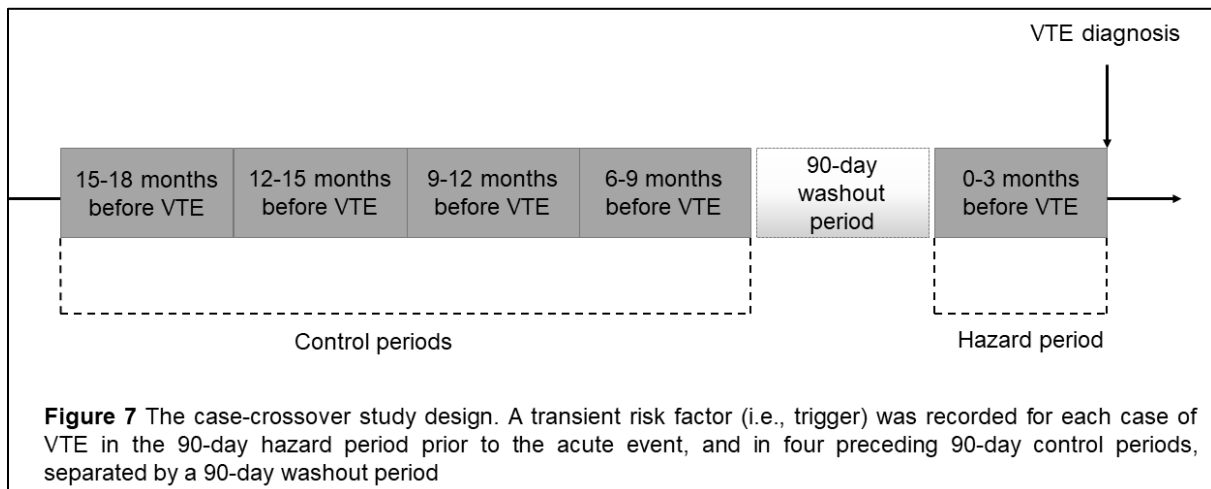 VTE diagnosis
15-18 months
before VTE
12-15 months
before VTE
9-12 months
before VTE
6-9 months
before VTE
90-day
washout
period
0-3 months
before VTE
Control periods
Hazard period
Figure 7 The case-crossover study design. A transient risk factor (i.e., trigger) was recorded for each case of
VTE in the 90-day hazard period prior to the acute event, and in four preceding 90-day control periods,
separated by a 90-day washout period